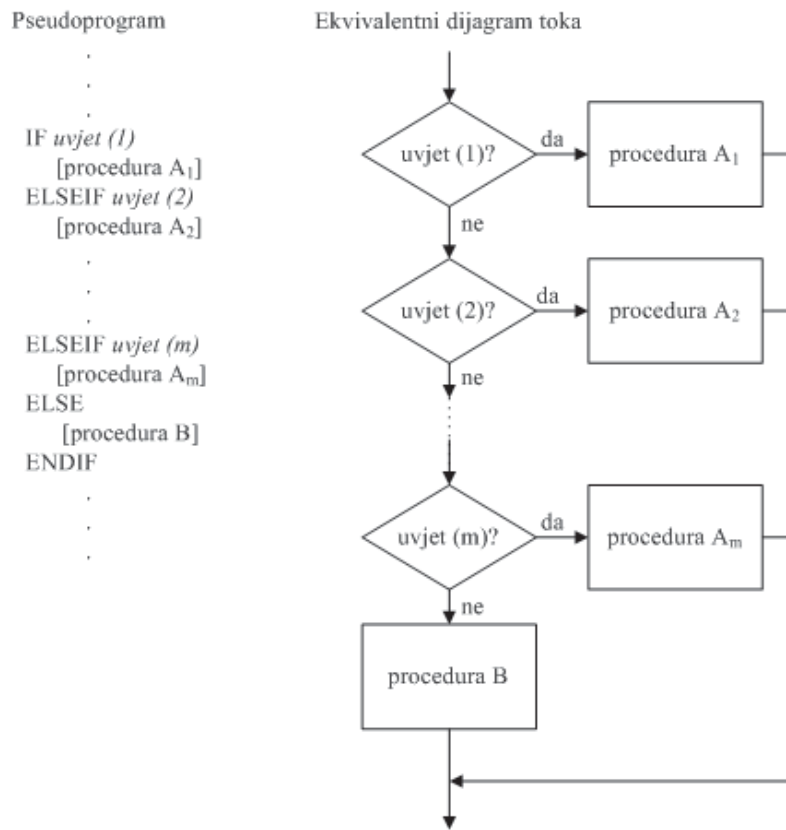 Pseudoprogram
.
.
.
IF uvjet (1)
[procedura A₁]
ELSEIF uvjet (2)
[procedura A₂]
.
.
.
ELSEIF uvjet (m)
[procedura Aₘ]
ELSE
[procedura B]
ENDIF
.
.
.
Ekvivalentni dijagram toka
uvjet (1)?
da
procedura A₁
ne
uvjet (2)?
da
procedura A₂
ne
uvjet (m)?
da
procedura Aₘ
ne
procedura B